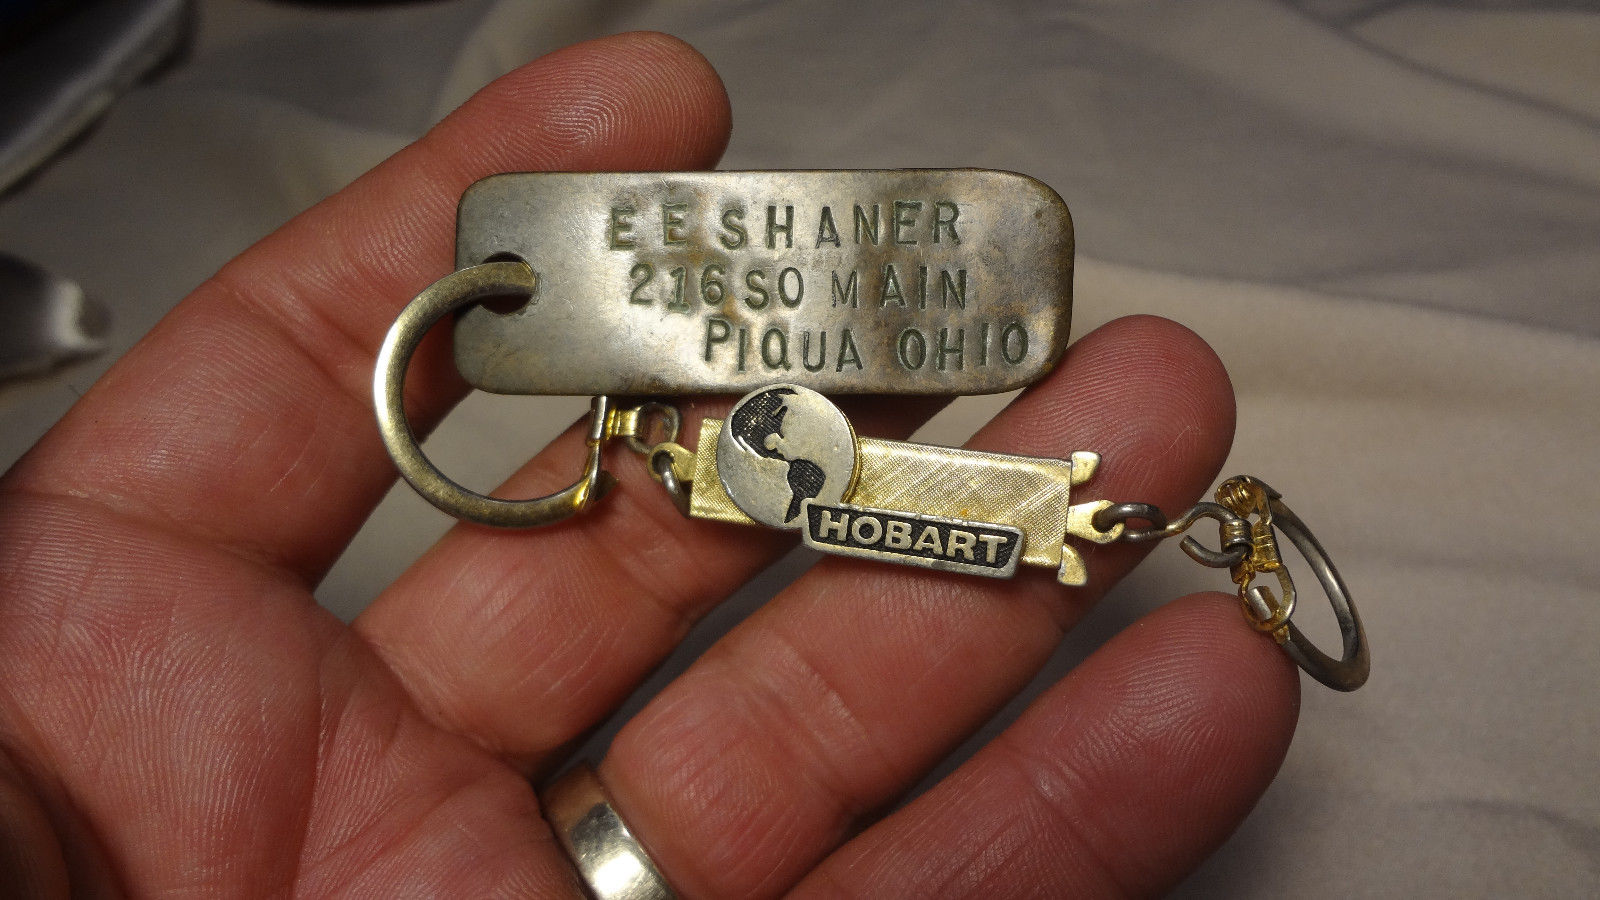 E E SHANER
216 SO MAIN
PIQUA OHIO
HOBART